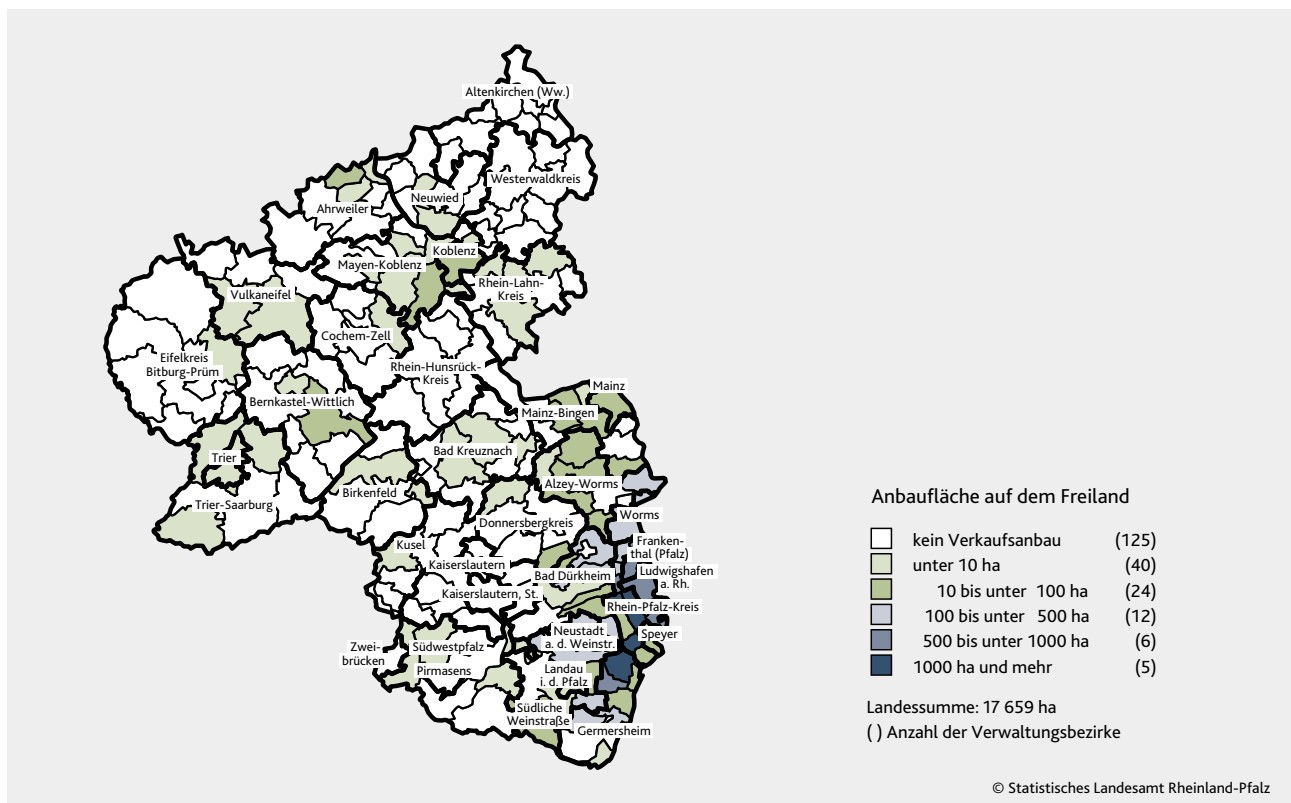 Altenkirchen (Ww.)
Westerwaldkreis
Neuwied
Ahrweiler
Koblenz
Mayen-Koblenz
Rhein-Lahn-
Kreis
Vulkaneifel
Cochem-Zell
Eifelkreis
Bitburg-Prüm
Rhein-Hunsrück-
Kreis
Mainz
Bernkastel-Wittlich
Mainz-Bingen
Bad Kreuznach
Trier
Alzey-Worms
Birkenfeld
Trier-Saarburg
Worms
Donnersbergkreis
Kusel
Franken-
thal (Pfalz)
Kaiserslautern
Ludwigshafen
a. Rh.
Bad Dürkheim
Kaiserslautern, St.
Rhein-Pfalz-Kreis
Neustadt
a. d. Weinstr.
Speyer
Zwei-
brücken
Südwestpfalz
Pirmasens
Landau
i. d. Pfalz
Südliche
Weinstraße
Germersheim
Anbaufläche auf dem Freiland
kein Verkaufsanbau (125)
unter 10 ha (40)
10 bis unter 100 ha (24)
100 bis unter 500 ha (12)
500 bis unter 1000 ha (6)
1000 ha und mehr (5)
Landessumme: 17 659 ha
( ) Anzahl der Verwaltungsbezirke
© Statistisches Landesamt Rheinland-Pfalz